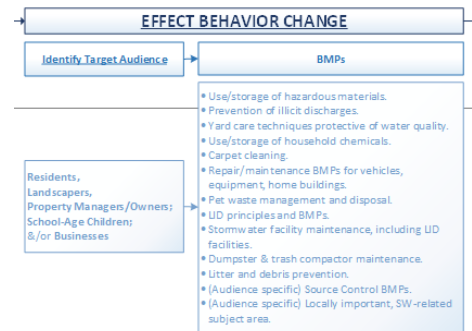 EFFECT BEHAVIOR CHANGE
Identify Target Audience
BMPs
Residents,
Landscapers,
Property Managers/Owners;
School-Age Children;
&/or Businesses
• Use/storage of hazardous materials.
• Prevention of illicit discharges.
• Yard care techniques protective of water quality.
• Use/storage of household chemicals.
• Carpet cleaning.
• Repair/maintenance BMPs for vehicles,
equipment, home buildings.
• Pet waste management and disposal.
• LID principles and BMPs.
• Stormwater facility maintenance, including LID
facilities.
• Dumpster & trash compactor maintenance.
• Litter and debris prevention.
• (Audience specific) Source Control BMPs.
• (Audience specific) Locally important, SW-related
subject area.